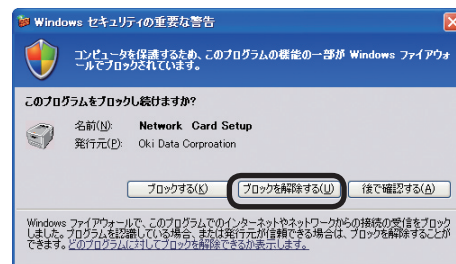 Windows セキュリティの重要な警告
コンピュータを保護するため、このプログラムの機能の一部が Windows ファイアウォ
ールでブロックされています。
このプログラムをブロックし続けますか?
名前(N): Network Card Setup
発行元(P): Oki Data Corproation
ブロックする(K) ブロックを解除する(U) 後で確認する(A)
Windows ファイアウォールで、このプログラムでのインターネットやネットワークからの接続の受信をブロック
しました。プログラムを認識している場合、または発行元が信頼できる場合は、ブロックを解除することが
できます。どのプログラムに対してブロックを解除できるか表示します。